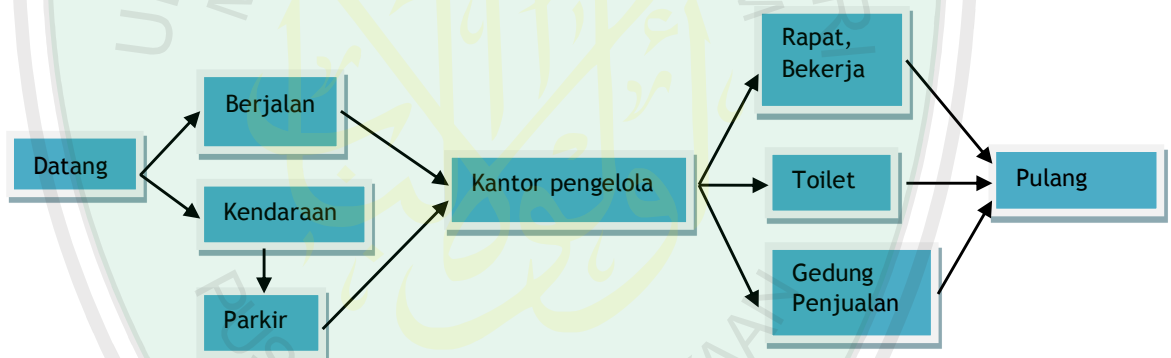 Datang
Berjalan
Kendaraan
Parkir
Kantor pengelola
Rapat,
Bekerja
Toilet
Gedung
Penjualan
Pulang